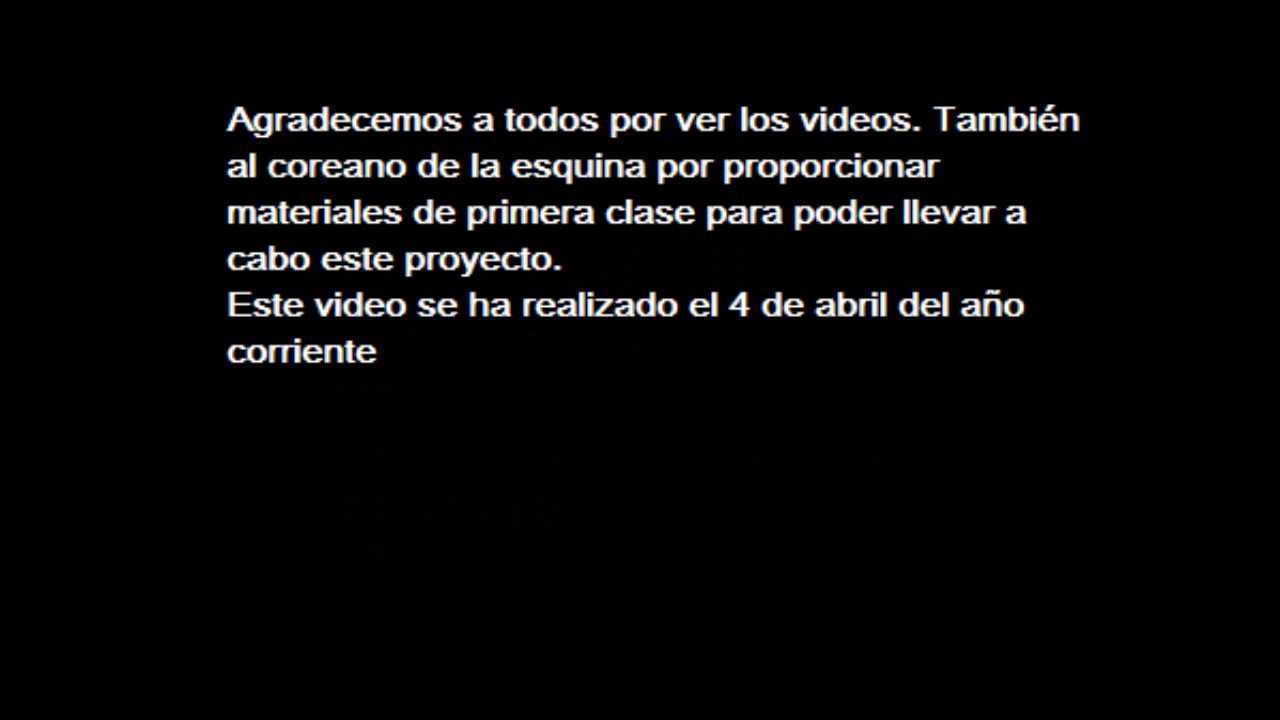 Agradecemos a todos por ver los videos. También
al coreano de la esquina por proporcionar
materiales de primera clase para poder llevar a
cabo este proyecto.
Este video se ha realizado el 4 de abril del año
corriente